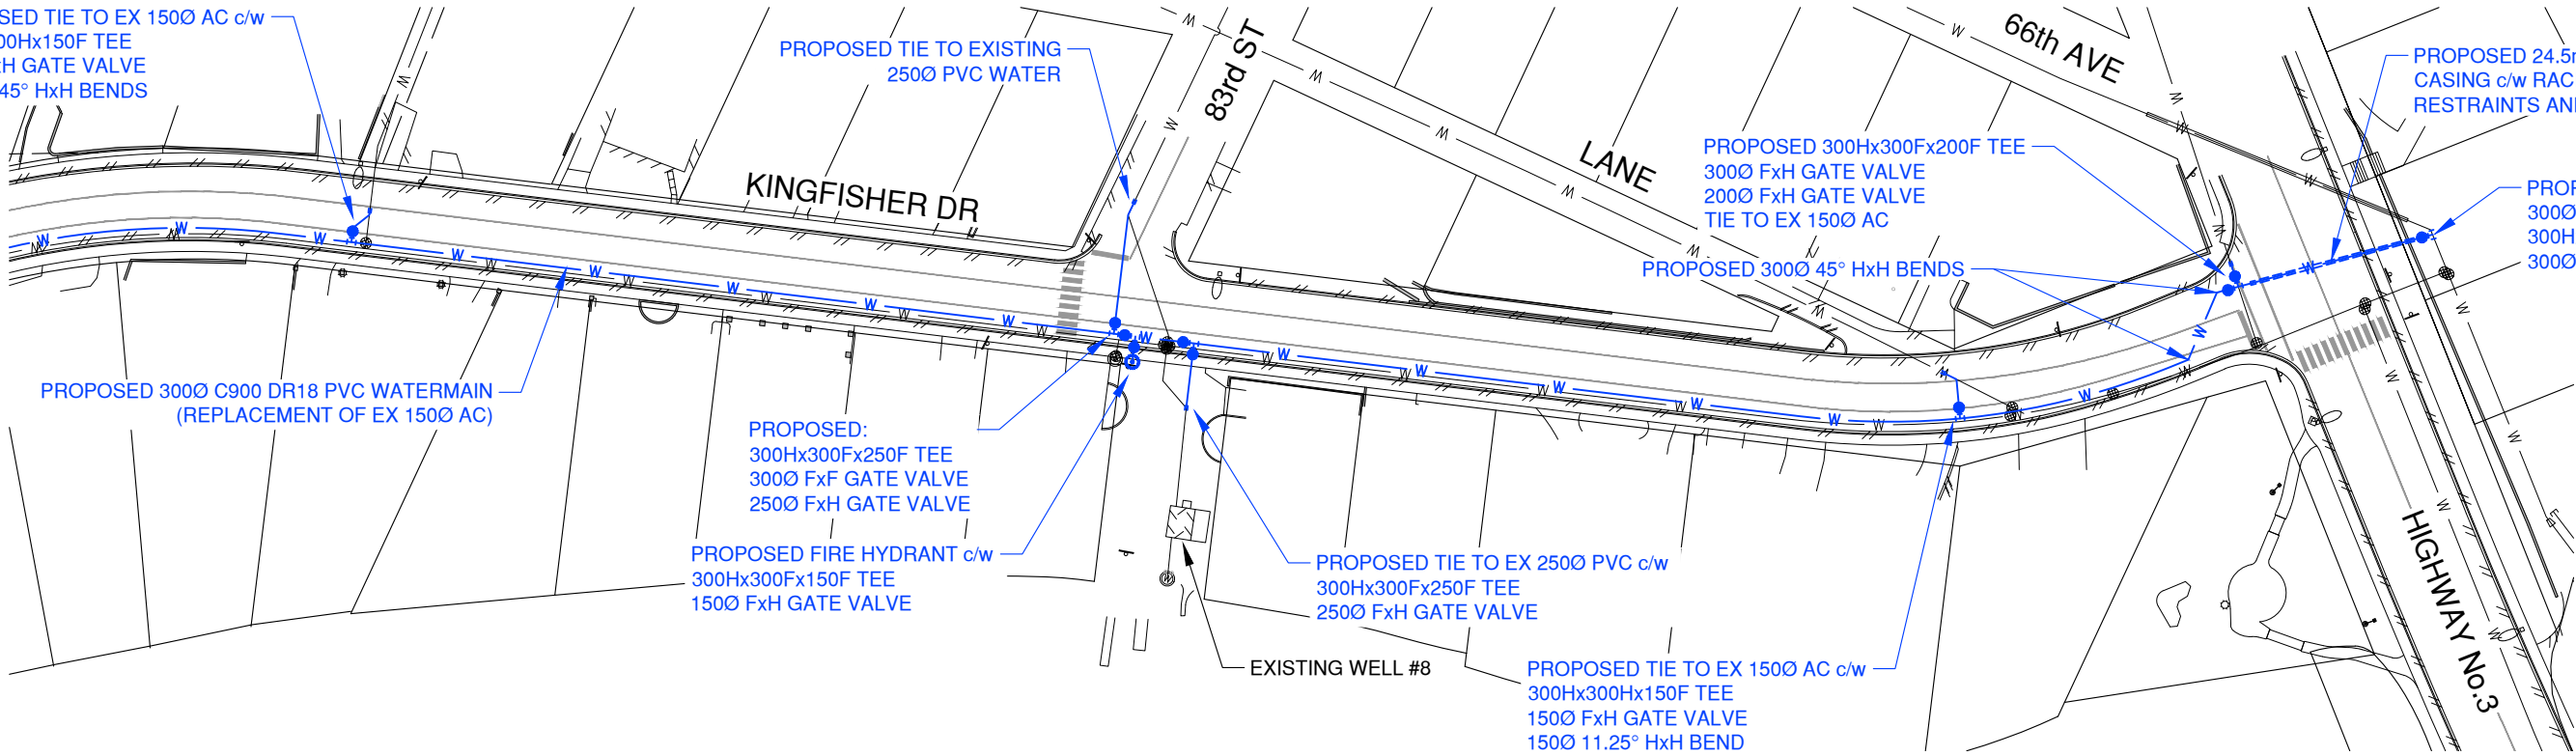 TIE TO EX 150Ø AC c/w
TEE
GATE VALVE
45° HxH BENDS
PROPOSED TIE TO EXISTING
250Ø PVC WATER
83rd ST
KINGFISHER DR
LANE
66th AVE
PROPOSED 24.5
CASING c/w
RESTRAINTS
PROPOSED 300Hx300Fx200F TEE
300Ø FxH GATE VALVE
200Ø FxH GATE VALVE
TIE TO EX 150Ø AC
PROPOSED 300Ø 45° HxH BENDS
300Ø
300H
300Ø
PROPOSED 300Ø C900 DR18 PVC WATERMAIN
(REPLACEMENT OF EX 150Ø AC)
PROPOSED:
300Hx300Fx250F TEE
300Ø FxF GATE VALVE
250Ø FxH GATE VALVE
PROPOSED FIRE HYDRANT c/w
300Hx300Fx150F TEE
150Ø FxH GATE VALVE
PROPOSED TIE TO EX 250Ø PVC c/w
300Hx300Fx250F TEE
250Ø FxH GATE VALVE
EXISTING WELL #8
PROPOSED TIE TO EX 150Ø AC c/w
300Hx300Hx150F TEE
150Ø FxH GATE VALVE
150Ø 11.25° HxH BEND
HIGHWAY No.3